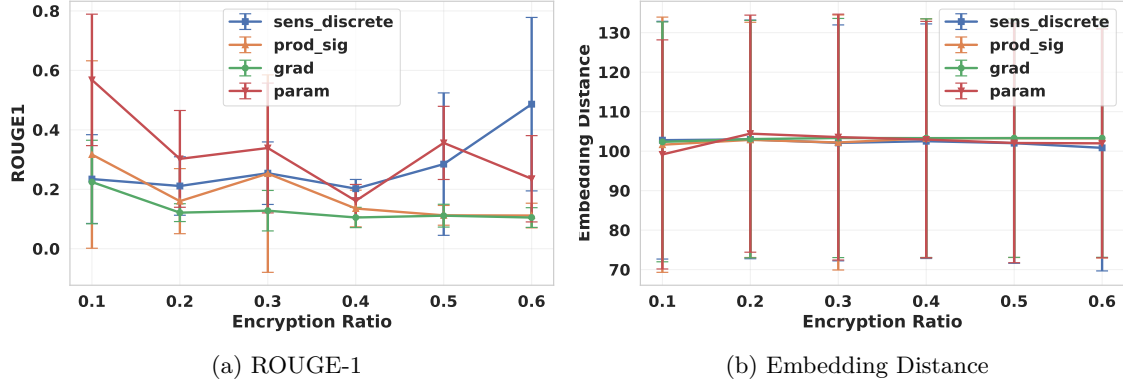 0.8
0.6
0.4
0.2
0.0
ROUGE1
sens_discrete
prod_sig
grad
param
0.1 0.2 0.3 0.4 0.5 0.6
Encryption Ratio
(a) ROUGE-1
130
120
110
100
90
80
70
Embedding Distance
sens_discrete
prod_sig
grad
param
0.1 0.2 0.3 0.4 0.5 0.6
Encryption Ratio
(b) Embedding Distance